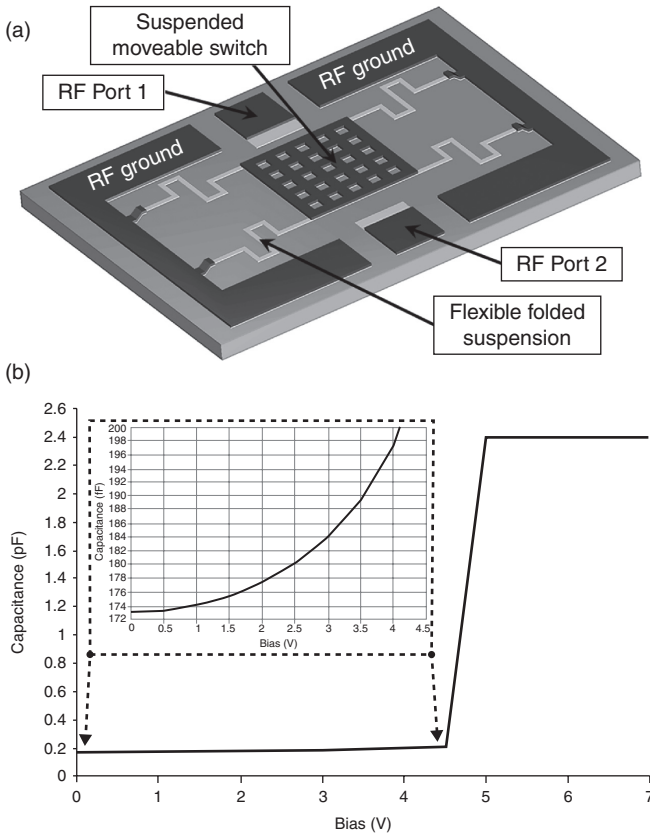 (a)
Suspended
moveable switch
RF Port 1
RF ground
RF ground
RF Port 2
Flexible folded
suspension
(b)
2.6
2.4
2.2
2
1.8
1.6
1.4
1.2
1
0.8
0.6
0.4
0.2
0
Capacitance (pF)
0 1 2 3 4 5 6 7
Bias (V)
200
198
196
194
192
190
188
186
184
182
180
178
176
174
172
Capacitance (fF)
0 0.5 1 1.5 2 2.5 3 3.5 4 4.5
Bias (V)